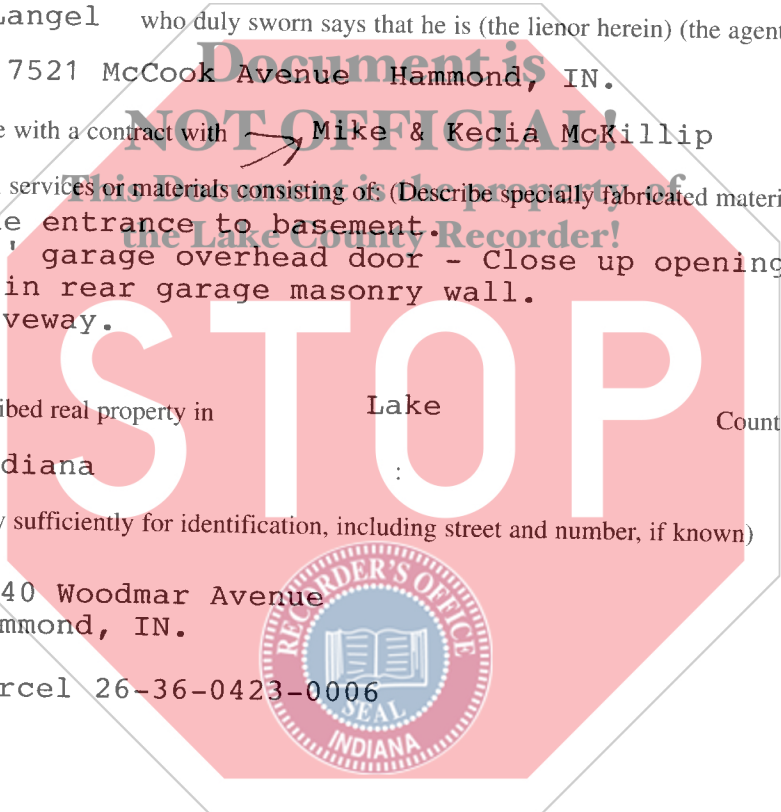 Langel who duly sworn says that he is (the lienor herein) (the agent
Document is
7521 McCook Avenue Hammond, IN.
NOT OFFICIAL!
e with a contract with Mike & Kecia McKillip
This Document is the property of
services or materials consisting of: (Describe specially fabricated materi
e entrance to basement.
the Lake County Recorder!
' garage overhead door - Close up opening
in rear garage masonry wall.
veway.
STOP
ibed real property in Lake Count
diana :
y sufficiently for identification, including street and number, if known)
40 Woodmar Avenue
mmond, IN.
rcel 26-36-0423-0006
RECORDER'S OFFICE
SEAL
INDIANA